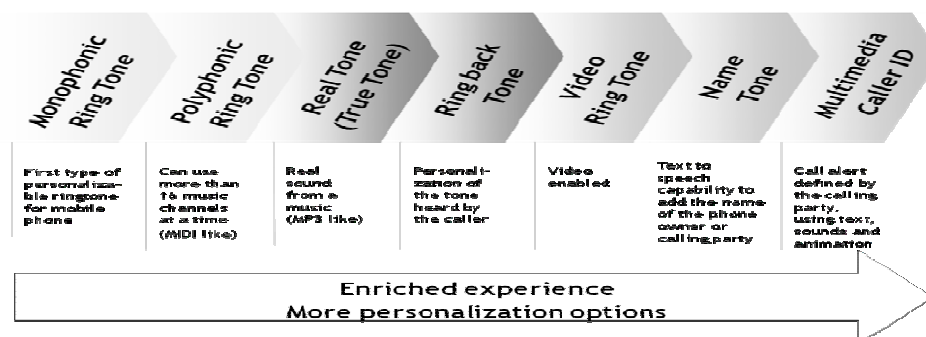 Monophonic
Ring Tone
Polyphonic
Ring Tone
Real Tone
(True Tone)
Ringback
Tone
Video
Ring Tone
Name
Tone
Multimedia
Caller ID
First type of
personaliza-
ble ringtone
for mobile
phone
Can use
more than
16 music
channels
at a time
(MIDI like)
Real
sound
from a
music
(MP3 like)
Personali-
zation of
the tone
heard by
the caller
Video
enabled
Text to
speech
capability to
add the name
of the phone
owner or
calling party
Call alert
defined by
the calling
party,
using text,
sounds and
animation
Enriched experience
More personalization options